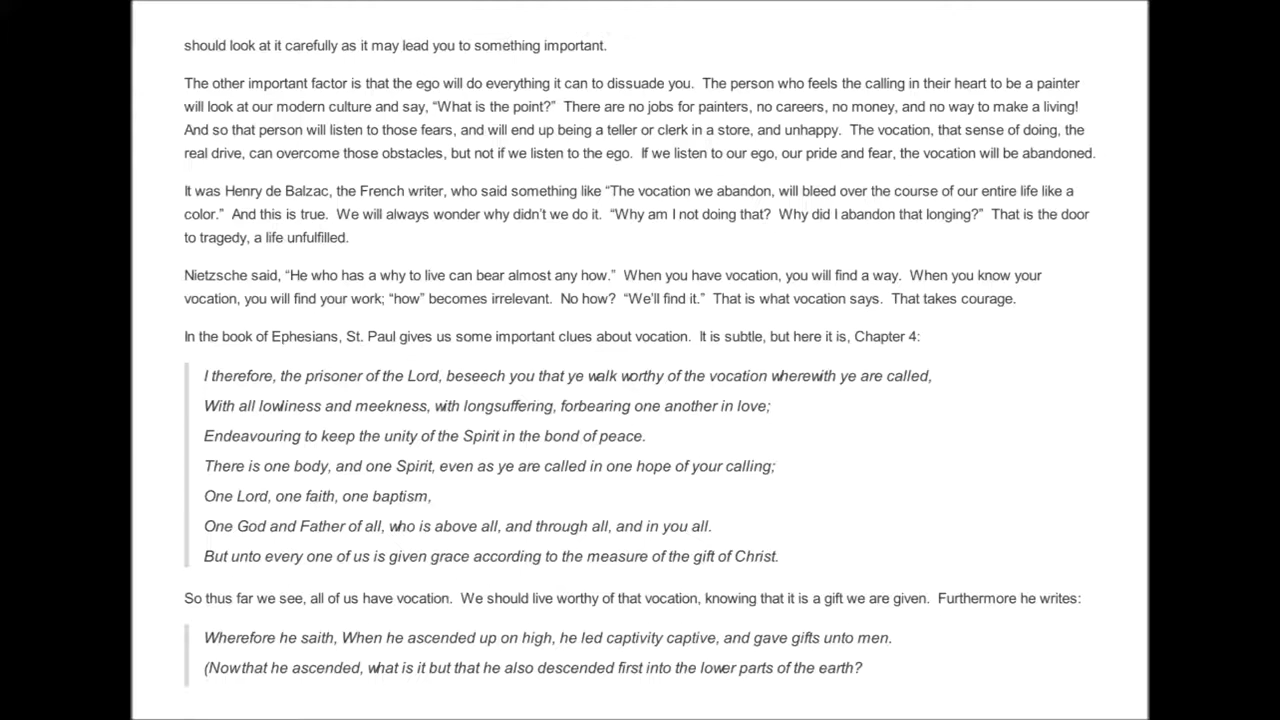 should look at it carefully as it may lead you to something important.
The other important factor is that the ego will do everything it can to dissuade you.  The person who feels the calling in their heart to be a painter
will look at our modern culture and say, “What is the point?”  There are no jobs for painters, no careers, no money, and no way to make a living!
And so that person will listen to those fears, and will end up being a teller or clerk in a store, and unhappy.  The vocation, that sense of doing, the
real drive, can overcome those obstacles, but not if we listen to the ego.  If we listen to our ego, our pride and fear, the vocation will be abandoned.
It was Henry de Balzac, the French writer, who said something like “The vocation we abandon, will bleed over the course of our entire life like a
color.”  And this is true.  We will always wonder why didn’t we do it.  “Why am I not doing that?  Why did I abandon that longing?”  That is the door
to tragedy, a life unfulfilled.
Nietzsche said, “He who has a why to live can bear almost any how.”  When you have vocation, you will find a way.  When you know your
vocation, you will find your work; “how” becomes irrelevant.  No how?  “We’ll find it.”  That is what vocation says.  That takes courage.
In the book of Ephesians, St. Paul gives us some important clues about vocation.  It is subtle, but here it is, Chapter 4:
I therefore, the prisoner of the Lord, beseech you that ye walk worthy of the vocation wherewith ye are called,
With all lowliness and meekness, with longsuffering, forbearing one another in love;
Endeavouring to keep the unity of the Spirit in the bond of peace.
There is one body, and one Spirit, even as ye are called in one hope of your calling;
One Lord, one faith, one baptism,
One God and Father of all, who is above all, and through all, and in you all.
But unto every one of us is given grace according to the measure of the gift of Christ.
So thus far we see, all of us have vocation.  We should live worthy of that vocation, knowing that it is a gift we are given.  Furthermore he writes:
Wherefore he saith, When he ascended up on high, he led captivity captive, and gave gifts unto men.
(Now that he ascended, what is it but that he also descended first into the lower parts of the earth?